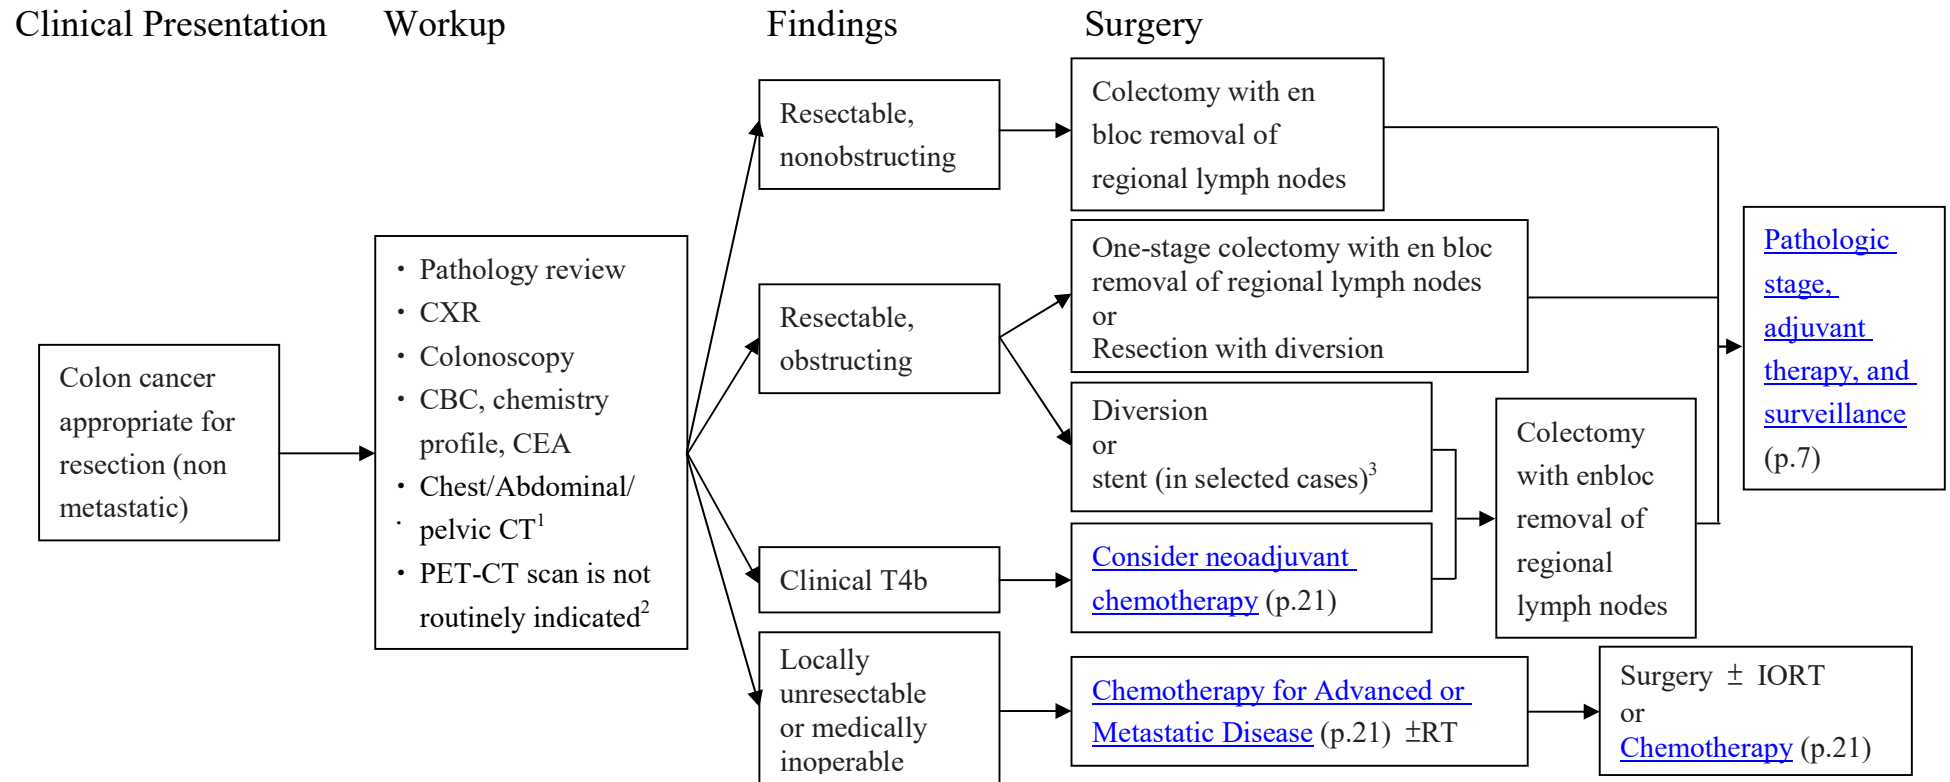 Clinical Presentation
Workup
Findings
Surgery
Colon cancer
appropriate for
resection (non
metastatic)
・ Pathology review
・ CXR
・ Colonoscopy
・ CBC, chemistry
profile, CEA
・ Chest/Abdominal/
・ pelvic CT1
・ PET-CT scan is not
routinely indicated2
Resectable,
nonobstructing
Colectomy with en
bloc removal of
regional lymph nodes
Resectable,
obstructing
One-stage colectomy with en bloc
removal of regional lymph nodes
or
Resection with diversion
Diversion
or
stent (in selected cases)3
Clinical T4b
Consider neoadjuvant
chemotherapy (p.21)
Colectomy
with enbloc
removal of
regional
lymph nodes
Pathologic
stage,
adjuvant
therapy, and
surveillance
(p.7)
Locally
unresectable
or medically
inoperable
Chemotherapy for Advanced or
Metastatic Disease (p.21) ±RT
Surgery ± IORT
or
Chemotherapy (p.21)